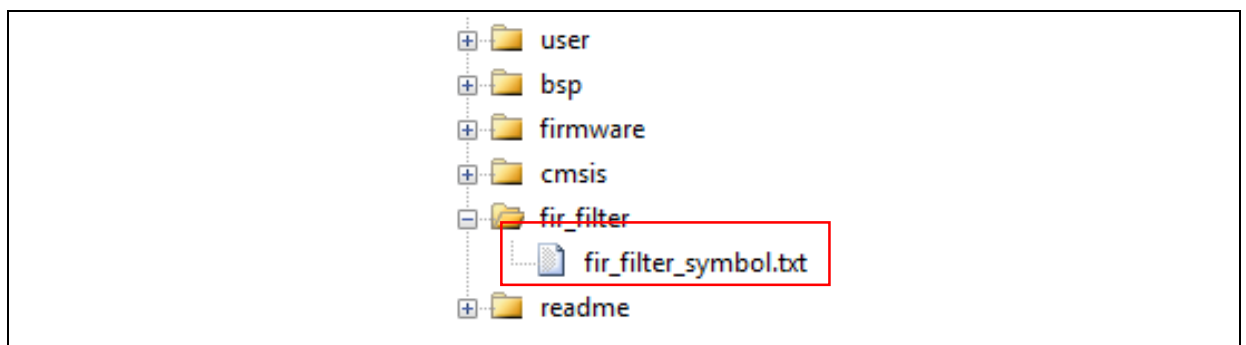 user
bsp
firmware
cmsis
fir_filter
fir_filter_symbol.txt
readme